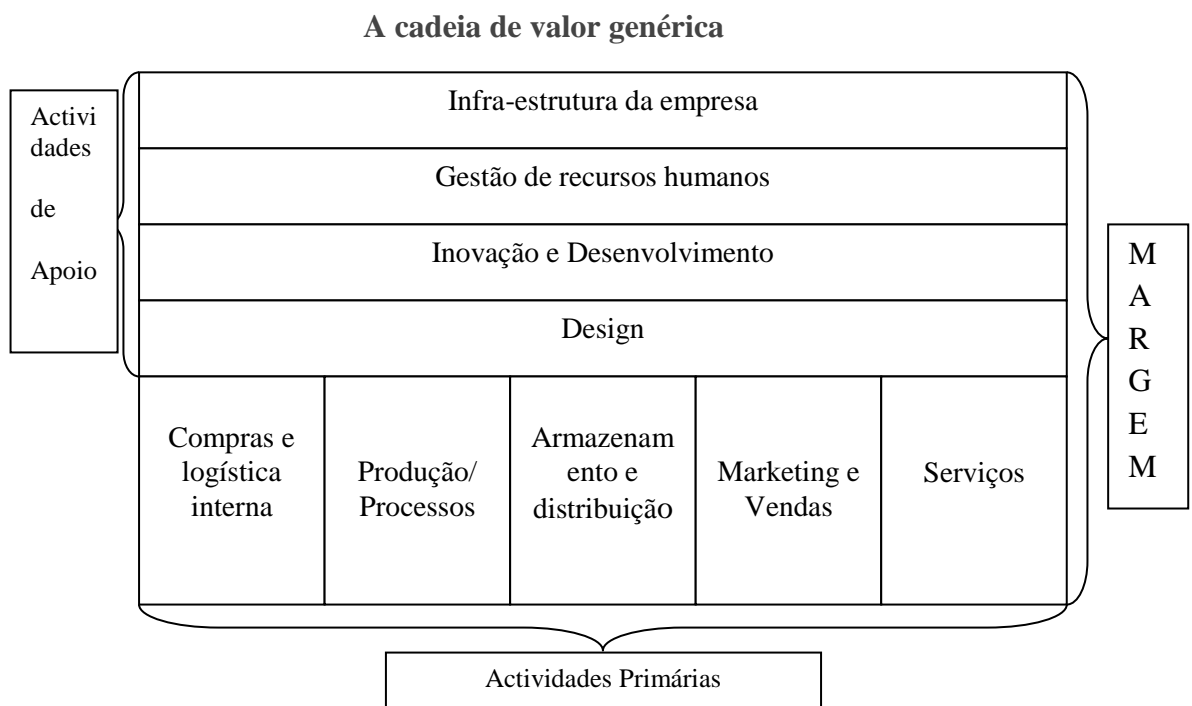 A cadeia de valor genérica
Activi
dades
de
Apoio
Infra-estrutura da empresa
Gestão de recursos humanos
Inovação e Desenvolvimento
Design
Compras e
logística
interna
Produção/
Processos
Armazenam
ento e
distribuição
Marketing e
Vendas
Serviços
M
A
R
G
E
M
Actividades Primárias